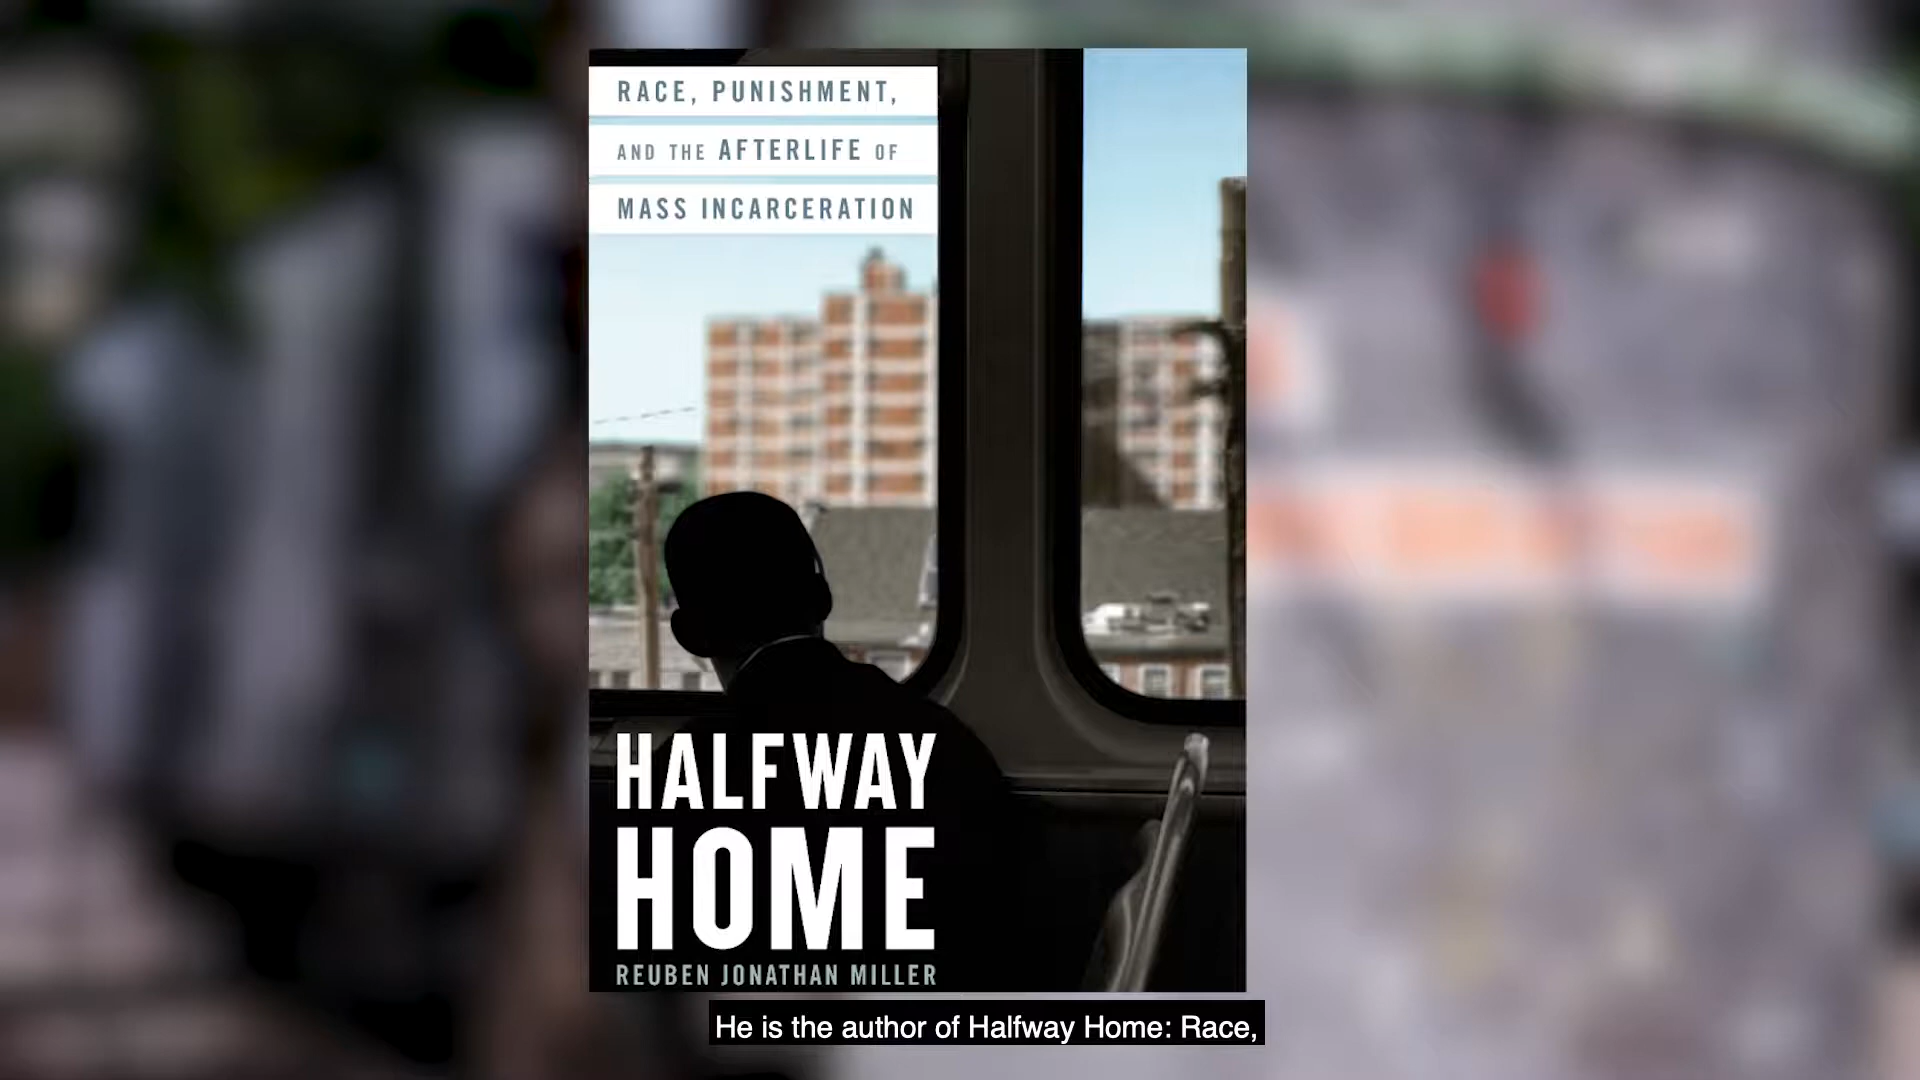 RACE, PUNISHMENT,
AND THE AFTERLIFE OF
MASS INCARCERATION
HALFWAY
HOME
REUBEN JONATHAN MILLER
He is the author of Halfway Home: Race,